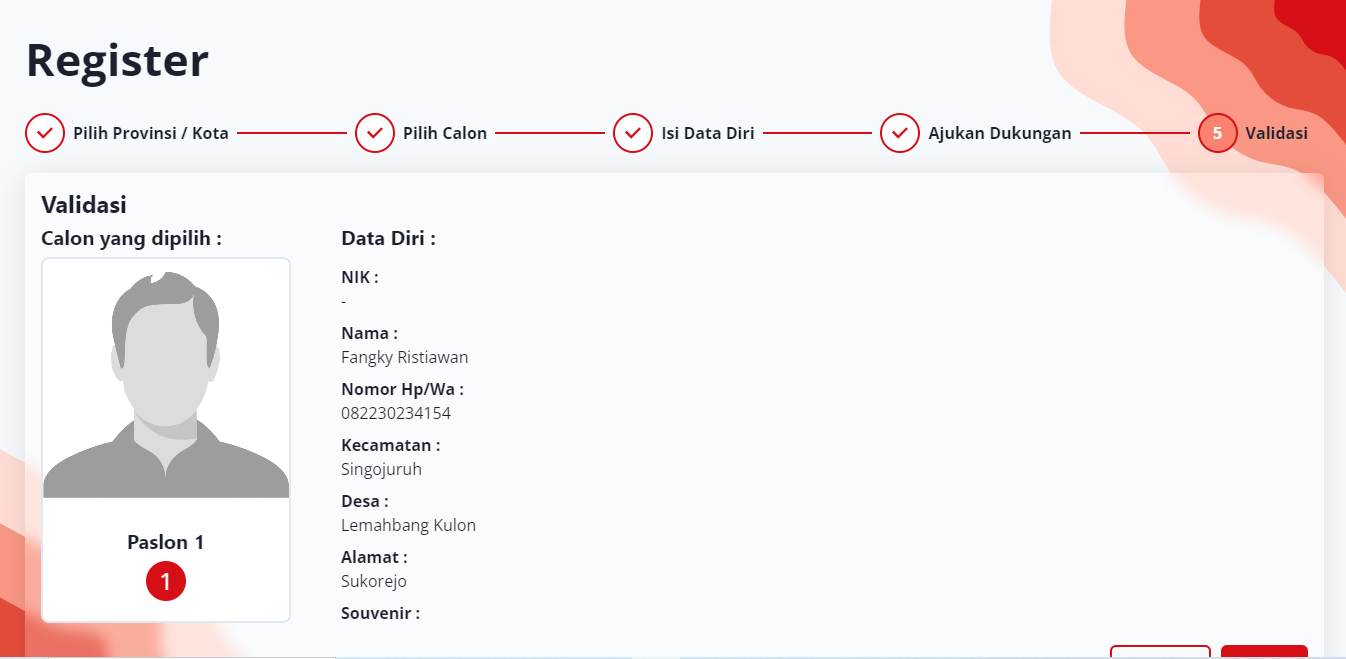 Register
Pilih Provinsi / Kota
Pilih Calon
Isi Data Diri
Ajukan Dukungan
5 Validasi
Validasi
Calon yang dipilih :
Paslon 1
1
Data Diri :
NIK :
-
Nama :
Fangky Ristiawan
Nomor Hp/Wa :
082230234154
Kecamatan :
Singojuruh
Desa :
Lemahbang Kulon
Alamat :
Sukorejo
Souvenir :